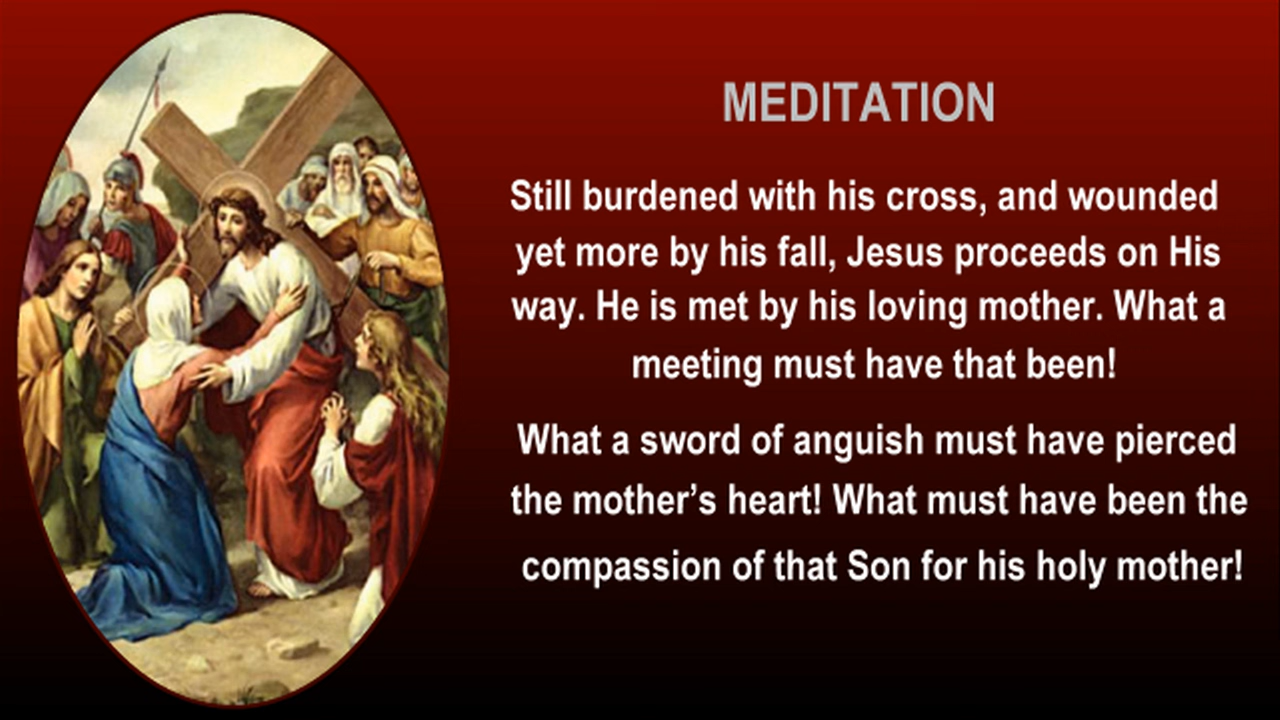 MEDITATION
Still burdened with his cross, and wounded
yet more by his fall, Jesus proceeds on His
way. He is met by his loving mother. What a
meeting must have that been!
What a sword of anguish must have pierced
the mother’s heart! What must have been the
compassion of that Son for his holy mother!